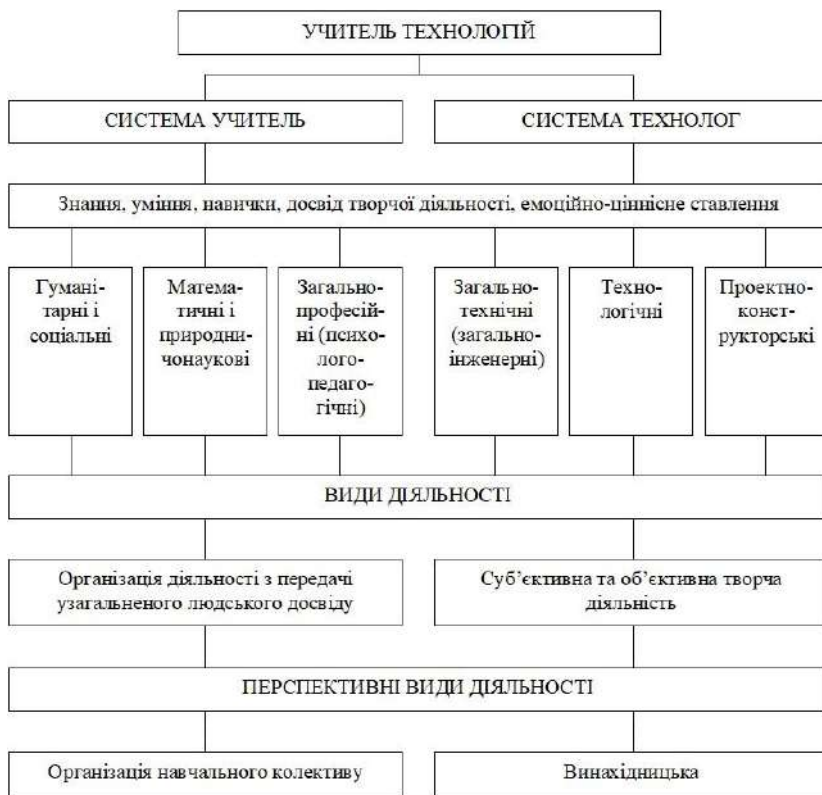 УЧИТЕЛЬ ТЕХНОЛОГІЙ
СИСТЕМА УЧИТЕЛЬ
СИСТЕМА ТЕХНОЛОГ
Знання, уміння, навички, досвід творчої діяльності, емоційно-ціннісне ставлення
Гумані-
тарні і
соціальні
Матема-
тичні і
природни-
чонаукові
Загально-
професій-
ні (психо-
лого-
педаго-
гічні)
Загально-
технічні
(загально-
інженерні)
Техно-
логічні
Проектно-
конст-
рукторські
ВИДИ ДІЯЛЬНОСТІ
Організація діяльності з передачі
узагальненого людського досвіду
Суб’єктивна та об’єктивна творча
діяльність
ПЕРСПЕКТИВНІ ВИДИ ДІЯЛЬНОСТІ
Організація навчального колективу
Винахідницька